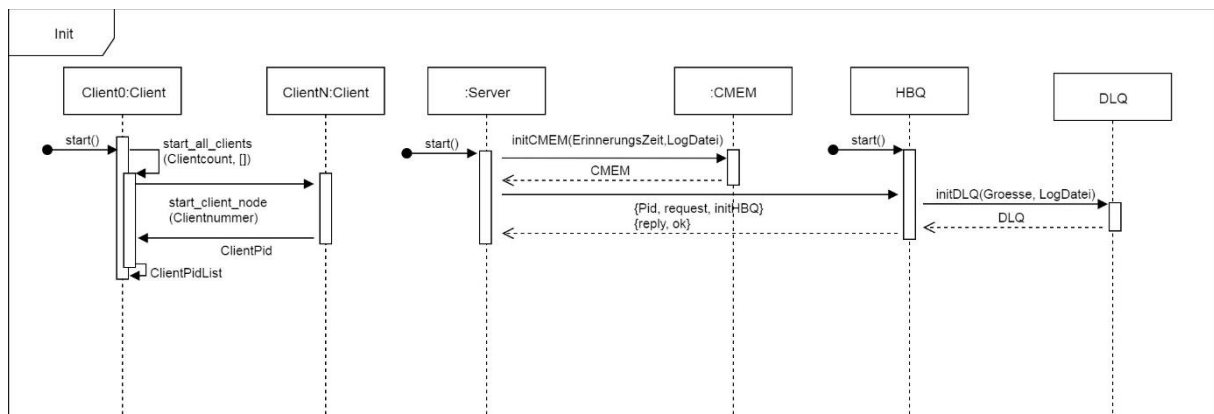 Init
Client0:Client
ClientN:Client
:Server
:CMEM
HBQ
DLQ
start()
start_all_clients
(Clientcount, [])
start_client_node
(Clientnummer)
ClientPid
ClientPidList
start()
initCMEM(ErinnerungsZeit,LogDatei)
CMEM
{Pid, request, initHBQ}
{reply, ok}
start()
initDLQ(Groesse, LogDatei)
DLQ